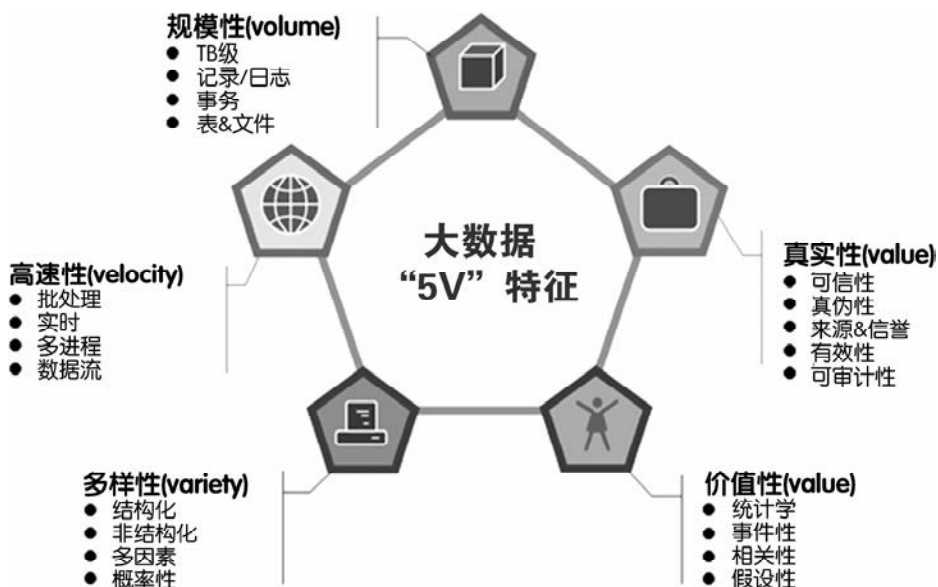 规模性(volume)
● TB级
● 记录/日志
● 事务
● 表&文件
大数据
“5V”特征
高速性(velocity)
● 批处理
● 实时
● 多进程
● 数据流
真实性(value)
● 可信性
● 真伪性
● 来源&信誉
● 有效性
● 可审计性
多样性(variety)
● 结构化
● 非结构化
● 多因素
● 概率性
价值性(value)
● 统计学
● 事件性
● 相关性
● 假设性